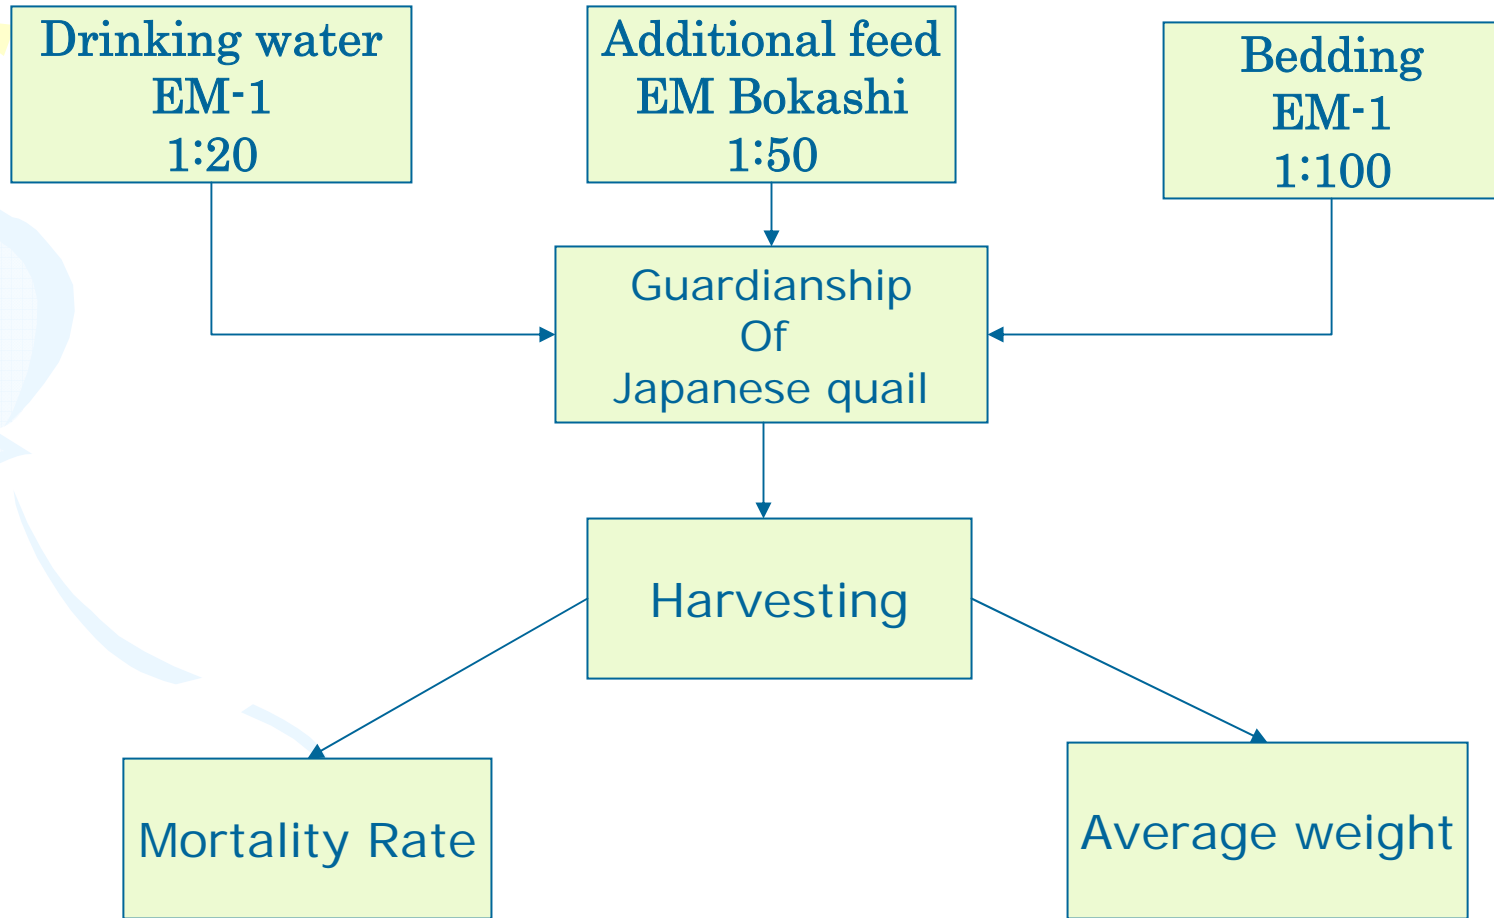 Drinking water
EM-1
1:20
Additional feed
EM Bokashi
1:50
Bedding
EM-1
1:100
Guardianship
Of
Japanese quail
Harvesting
Mortality Rate
Average weight